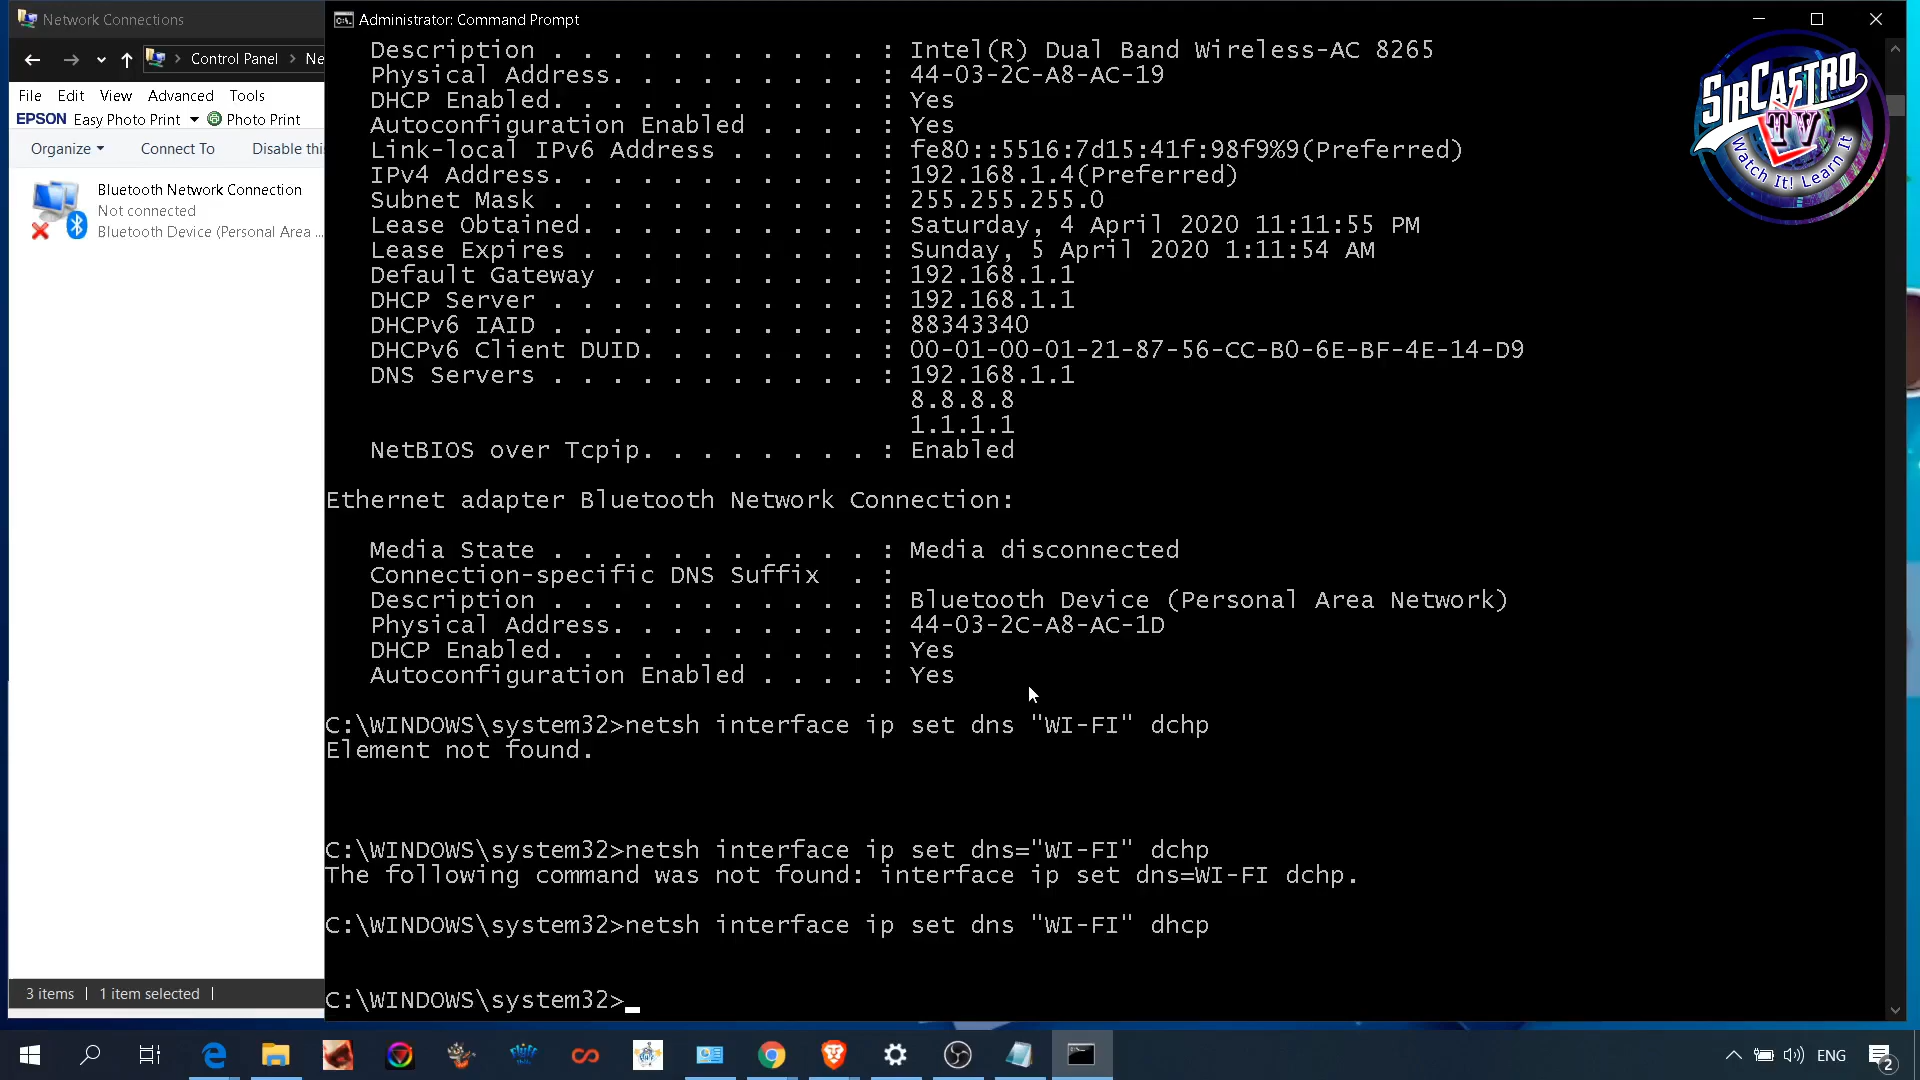 Network Connections
Control Panel
Ne
File Edit View Advanced Tools
EPSON Easy Photo Print Photo Print
Organize Connect To Disable thi
Bluetooth Network Connection
Not connected
Bluetooth Device (Personal Area ...
3 items 1 item selected
Administrator: Command Prompt
Description . . . . . . . . . . . : Intel(R) Dual Band Wireless-AC 8265
Physical Address. . . . . . . . . : 44-03-2C-A8-AC-19
DHCP Enabled. . . . . . . . . . . : Yes
Autoconfiguration Enabled . . . . : Yes
Link-local IPv6 Address . . . . . : fe80::5516:7d15:41f:98f9%9(Preferred)
IPv4 Address. . . . . . . . . . . : 192.168.1.4(Preferred)
Subnet Mask . . . . . . . . . . . : 255.255.255.0
Lease Obtained. . . . . . . . . . : Saturday, 4 April 2020 11:11:55 PM
Lease Expires . . . . . . . . . . : Sunday, 5 April 2020 1:11:54 AM
Default Gateway . . . . . . . . . : 192.168.1.1
DHCP Server . . . . . . . . . . . : 192.168.1.1
DHCPv6 IAID . . . . . . . . . . . : 88343340
DHCPv6 Client DUID. . . . . . . . : 00-01-00-01-21-87-56-CC-B0-6E-BF-4E-14-D9
DNS Servers . . . . . . . . . . . : 192.168.1.1
8.8.8.8
1.1.1.1
NetBIOS over Tcpip. . . . . . . . : Enabled
Ethernet adapter Bluetooth Network Connection:
Media State . . . . . . . . . . . : Media disconnected
Connection-specific DNS Suffix . :
Description . . . . . . . . . . . : Bluetooth Device (Personal Area Network)
Physical Address. . . . . . . . . : 44-03-2C-A8-AC-1D
DHCP Enabled. . . . . . . . . . . : Yes
Autoconfiguration Enabled . . . . : Yes
C:\WINDOWS\system32>netsh interface ip set dns "WI-FI" dchp
Element not found.
C:\WINDOWS\system32>netsh interface ip set dns="WI-FI" dchp
The following command was not found: interface ip set dns=WI-FI dchp.
C:\WINDOWS\system32>netsh interface ip set dns "WI-FI" dhcp
C:\WINDOWS\system32>
SIRCASTRO
TV
Watch It! Learn It
ENG
2